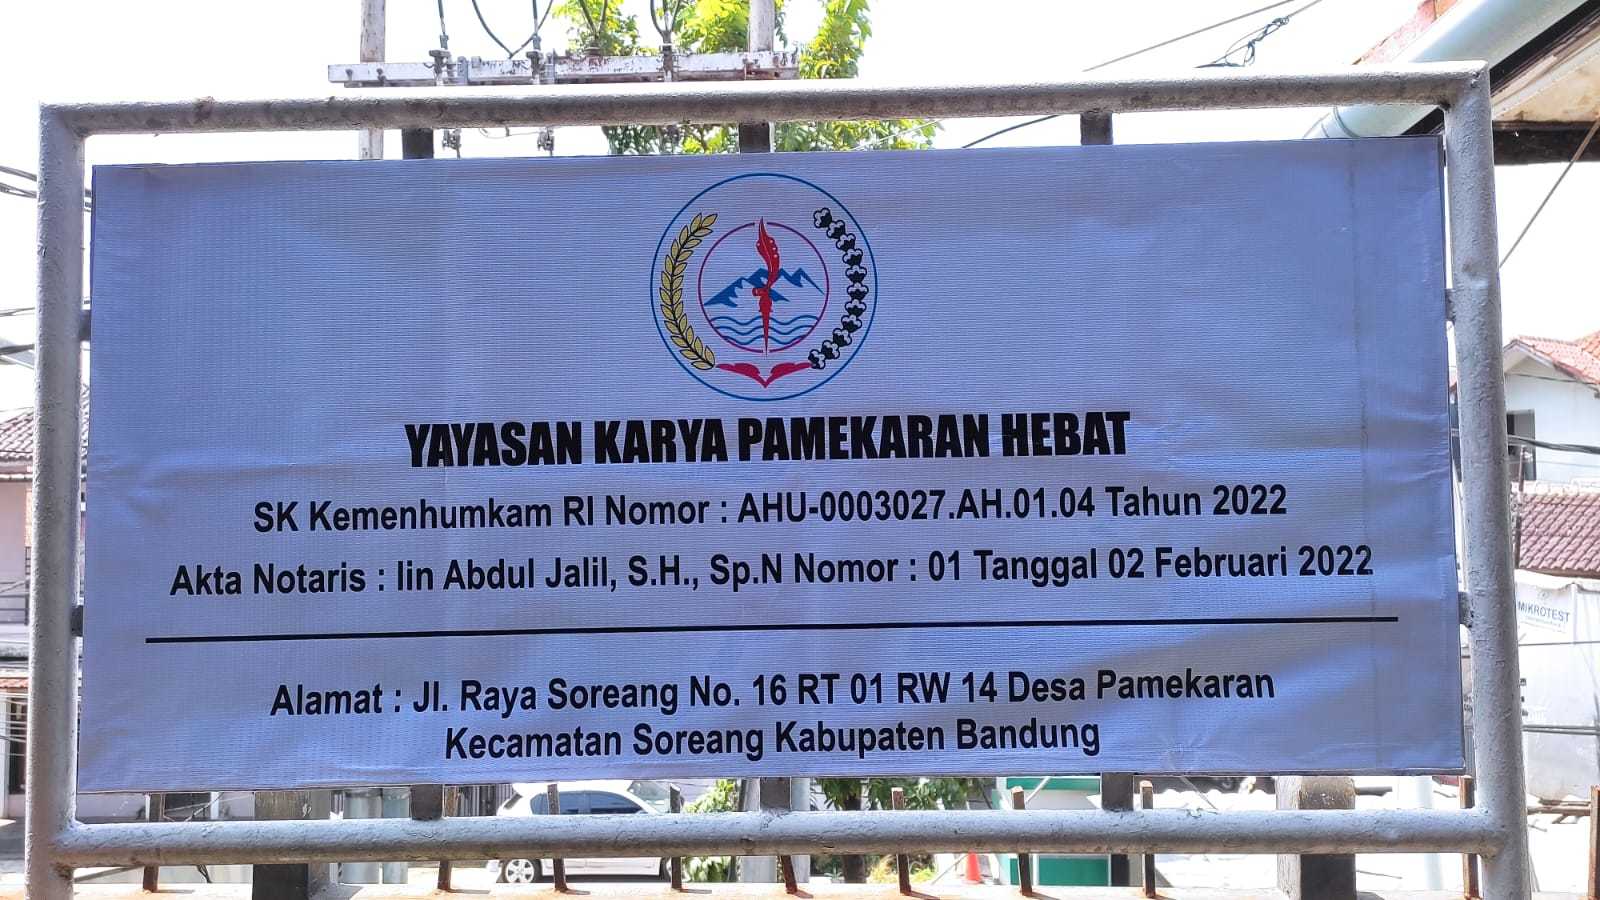 YAYASAN KARYA PAMEKARAN HEBAT
SK Kemenhumkam RI Nomor : AHU-0003027.AH.01.04 Tahun 2022
Akta Notaris : Iin Abdul Jalil, S.H., Sp.N Nomor : 01 Tanggal 02 Februari 2022
Alamat : Jl. Raya Soreang No. 16 RT 01 RW 14 Desa Pamekaran
Kecamatan Soreang Kabupaten Bandung
MIKROTEST